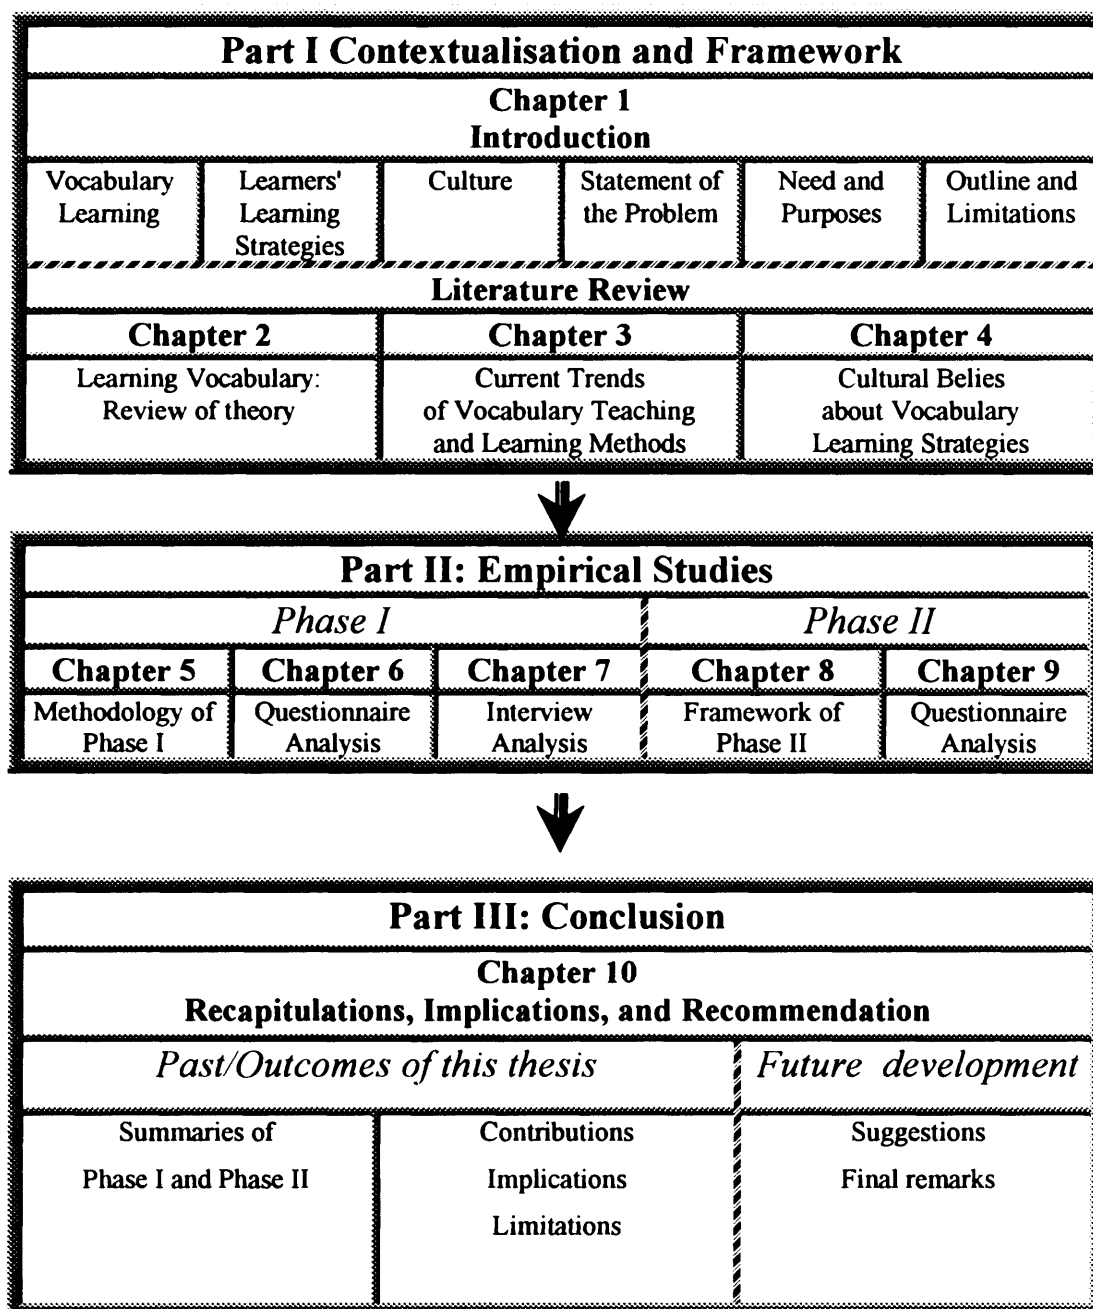 Part I Contextualisation and Framework
Chapter 1
Introduction
Vocabulary
Learning
Learners'
Learning
Strategies
Culture
Statement of
the Problem
Need and
Purposes
Outline and
Limitations
Literature Review
Chapter 2
Learning Vocabulary:
Review of theory
Chapter 3
Current Trends
of Vocabulary Teaching
and Learning Methods
Chapter 4
Cultural Belies
about Vocabulary
Learning Strategies
Part II: Empirical Studies
Phase I
Phase II
Chapter 5
Methodology of
Phase I
Chapter 6
Questionnaire
Analysis
Chapter 7
Interview
Analysis
Chapter 8
Framework of
Phase II
Chapter 9
Questionnaire
Analysis
Part III: Conclusion
Chapter 10
Recapitulations, Implications, and Recommendation
Past/Outcomes of this thesis
Future development
Summaries of
Phase I and Phase II
Contributions
Implications
Limitations
Suggestions
Final remarks